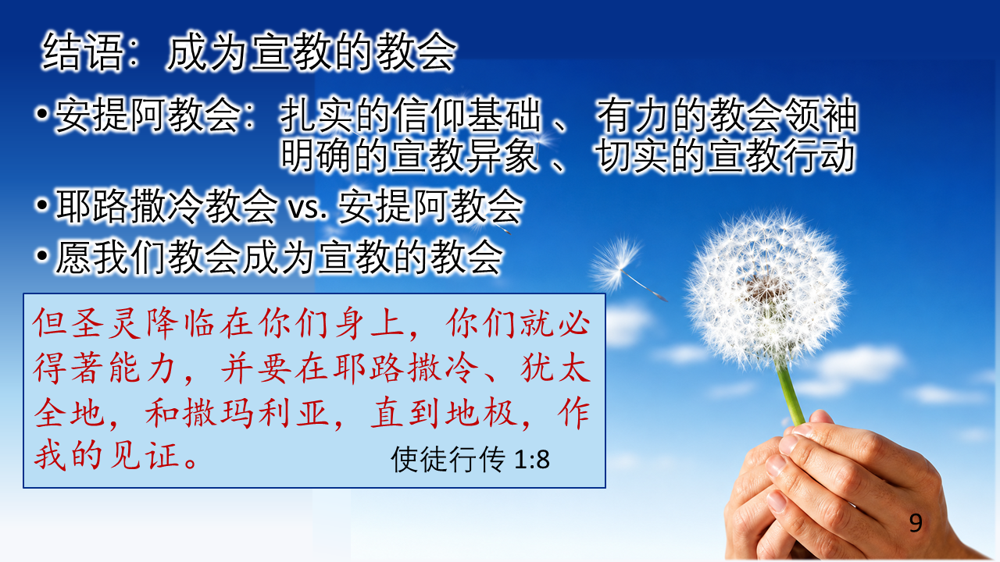 结语：成为宣教的教会
•安提阿教会：扎实的信仰基础 、 有力的教会领袖
明确的宣教异象 、 切实的宣教行动
•耶路撒冷教会 vs. 安提阿教会
•愿我们教会成为宣教的教会
但圣灵降临在你们身上，你们就必
得著能力，并要在耶路撒冷、犹太
全地，和撒玛利亚，直到地极，作
我的见证。 使徒行传 1:8
9